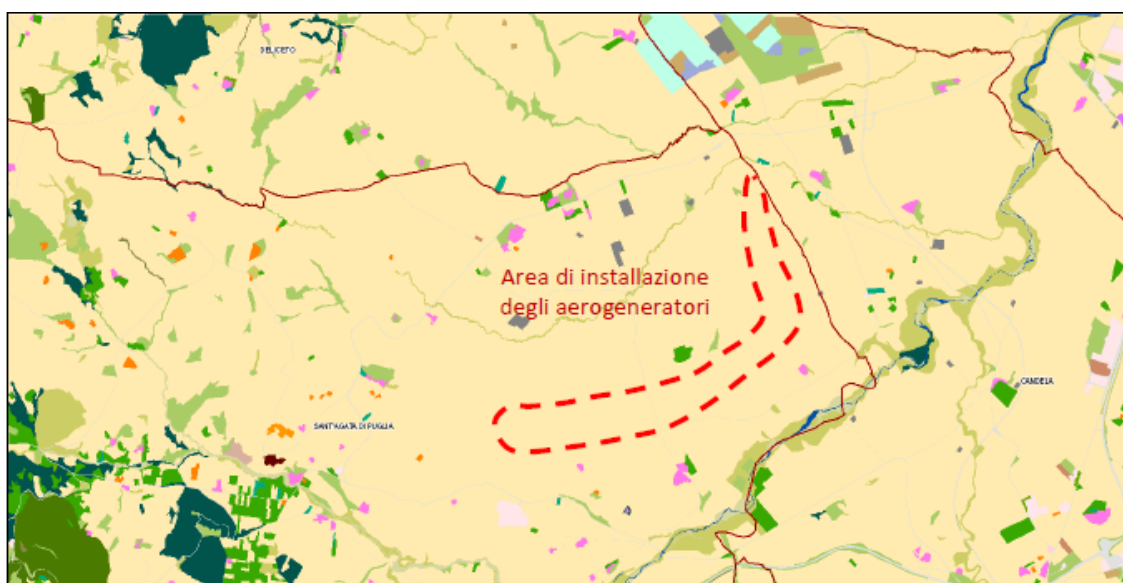 DELICETO
Area di installazione
degli aerogeneratori
CANDELA
SANT'AGATA DI PUGLIA